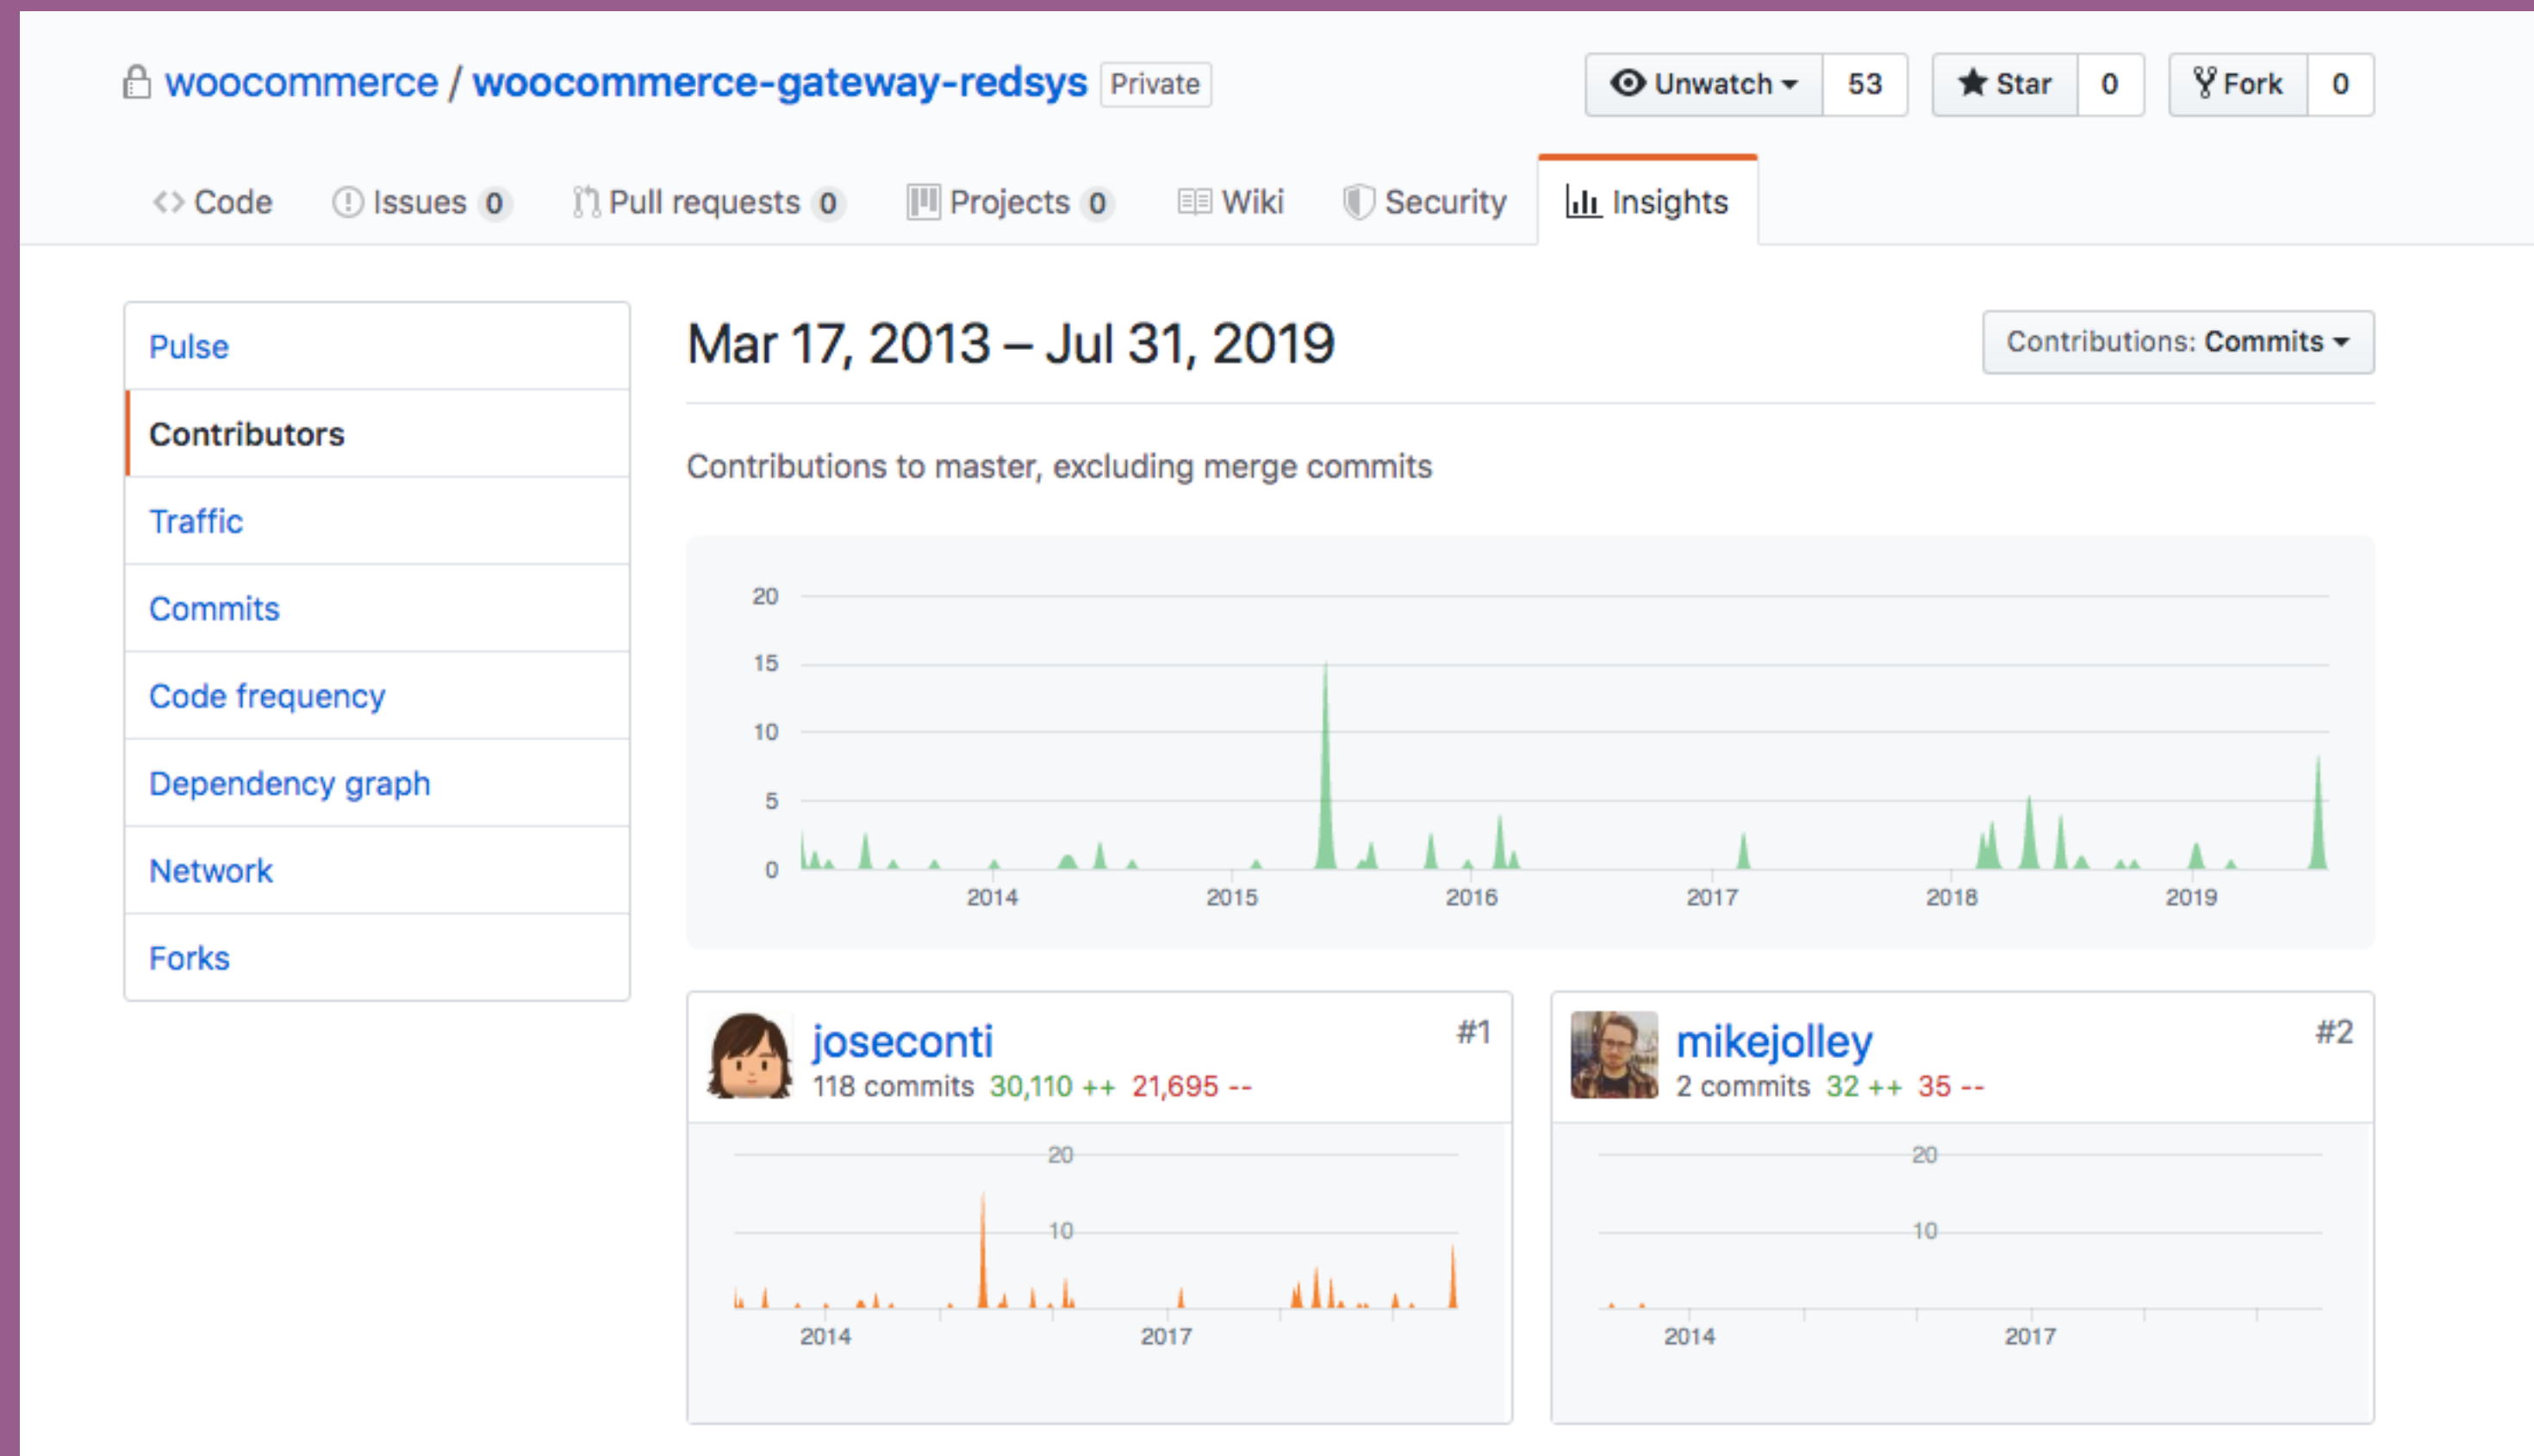 woocommerce / woocommerce-gateway-redsys Private
Unwatch 53 Star 0 Fork 0
Code Issues 0 Pull requests 0 Projects 0 Wiki Security Insights
Pulse
Contributors
Traffic
Commits
Code frequency
Dependency graph
Network
Forks
Mar 17, 2013 – Jul 31, 2019
Contributions: Commits
Contributions to master, excluding merge commits
20
15
10
5
0
2014 2015 2016 2017 2018 2019
joseconti #1
118 commits 30,110 ++ 21,695 --
20
10
2014 2017
mikejolley #2
2 commits 32 ++ 35 --
20
10
2014 2017